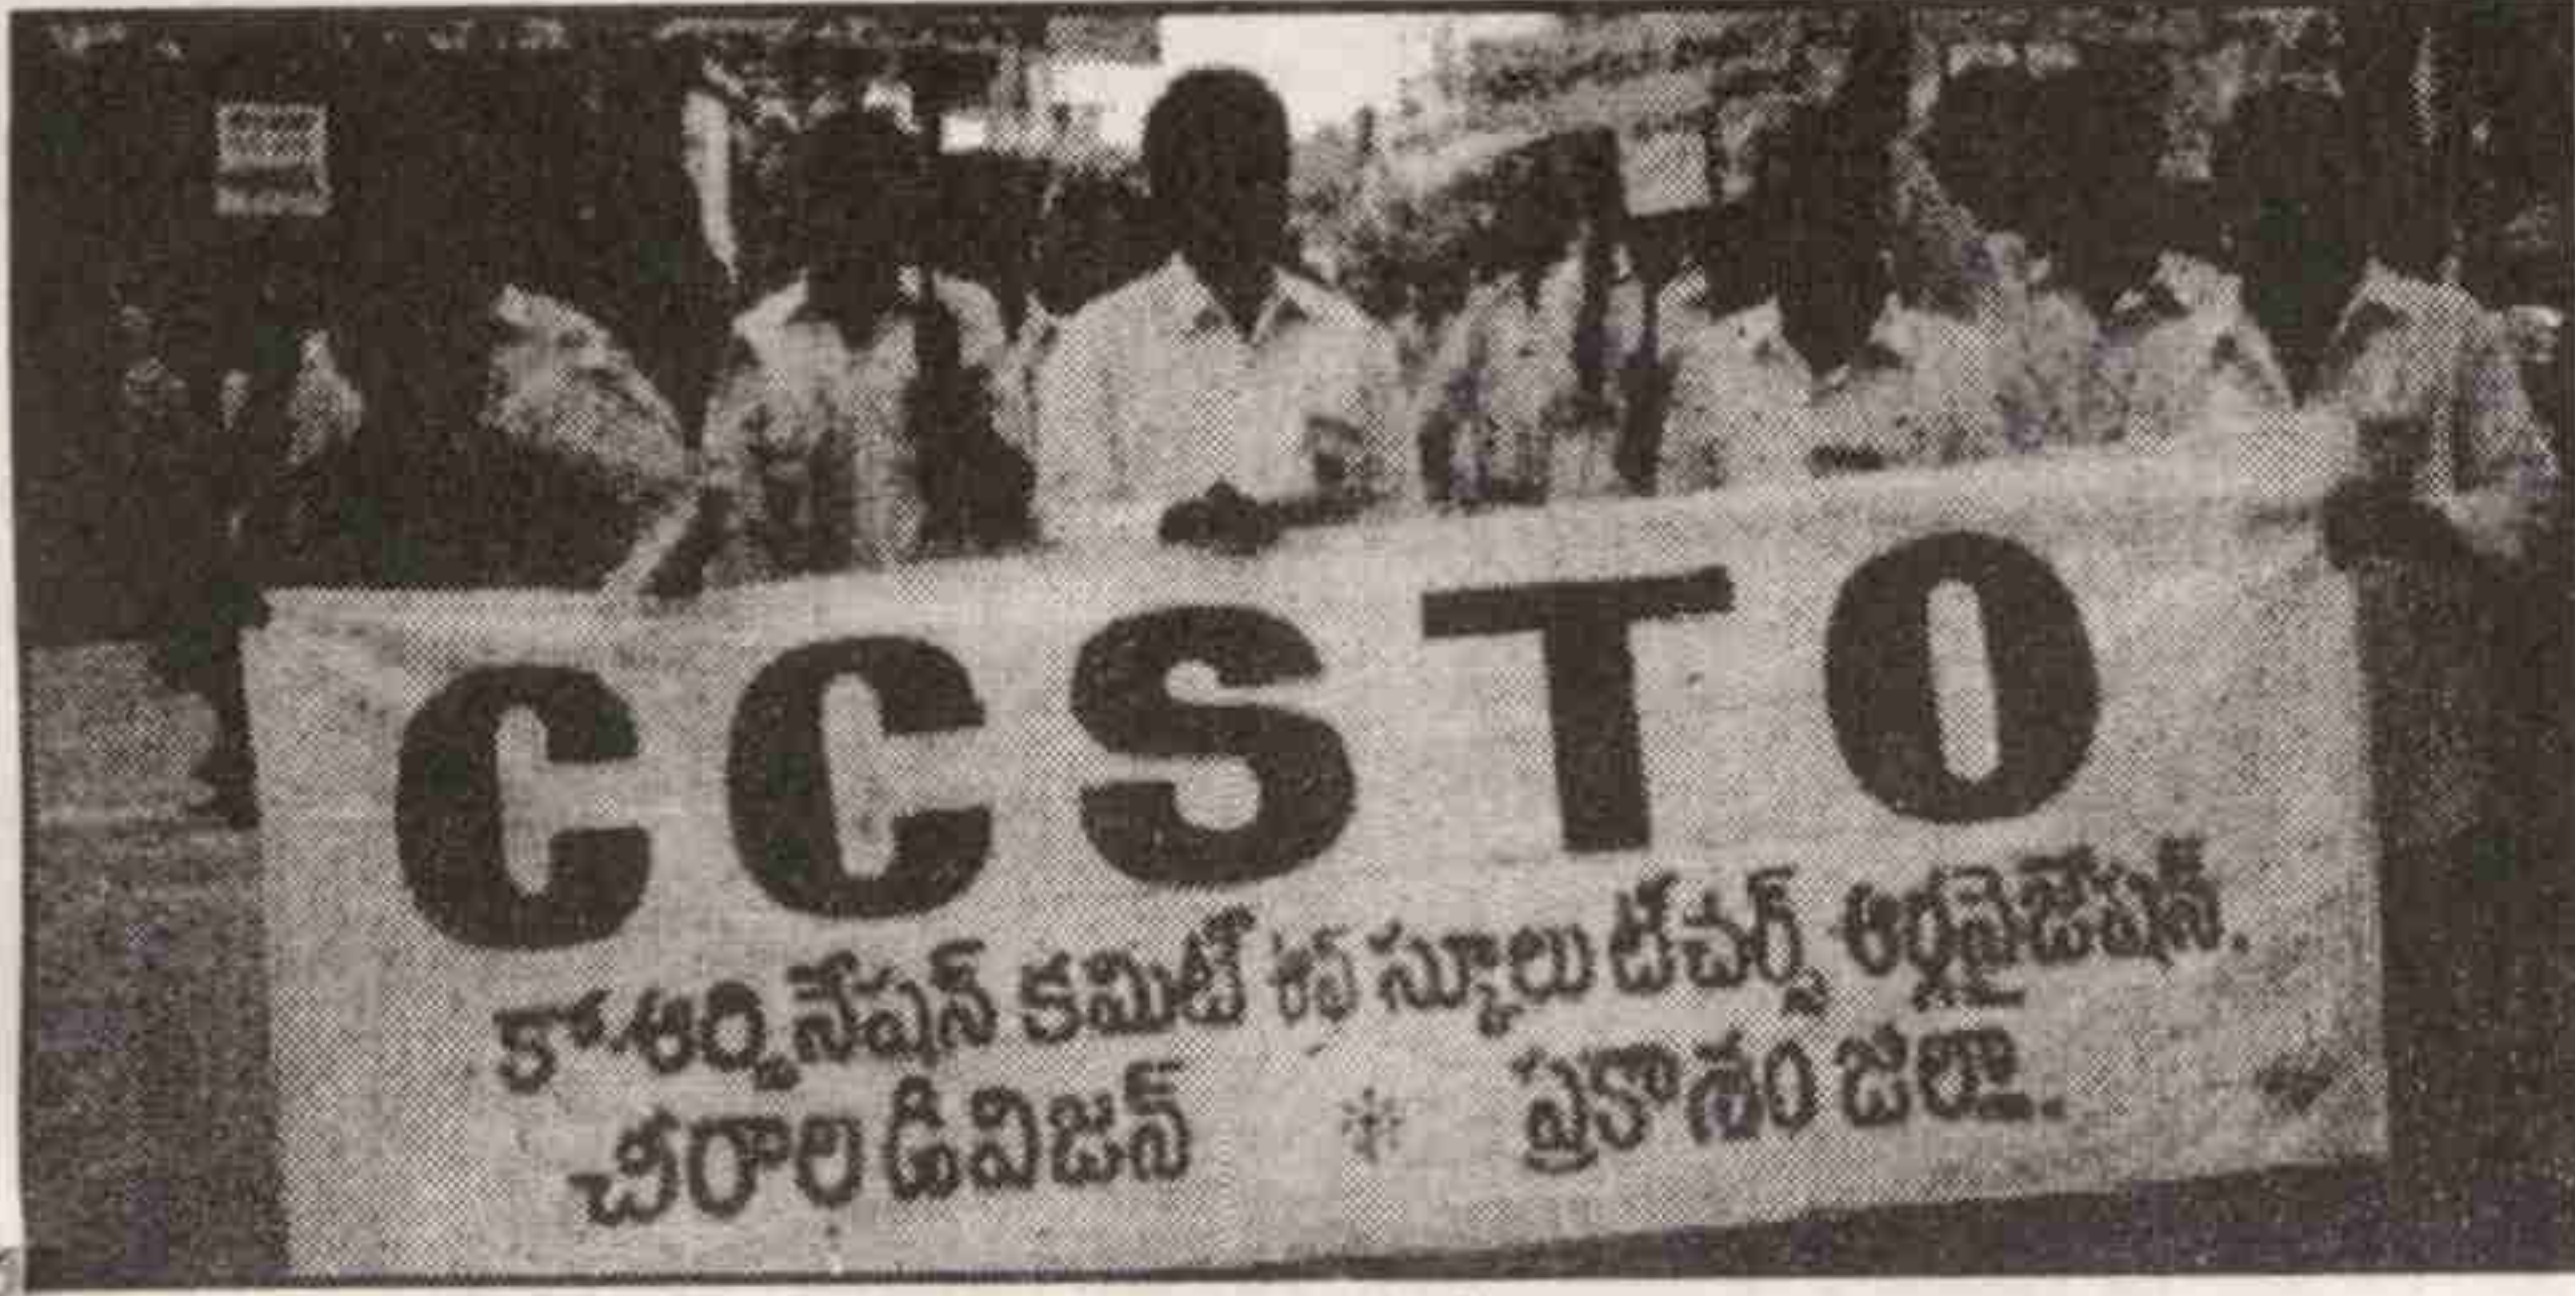 CCSTO
కో-ఆర్డినేషన్ కమిటీ ఆఫ్ స్కూలు టీచర్స్ ఆర్గనైజేషన్.
చీరాల డివిజన్ * ప్రకాశం జిల్లా.